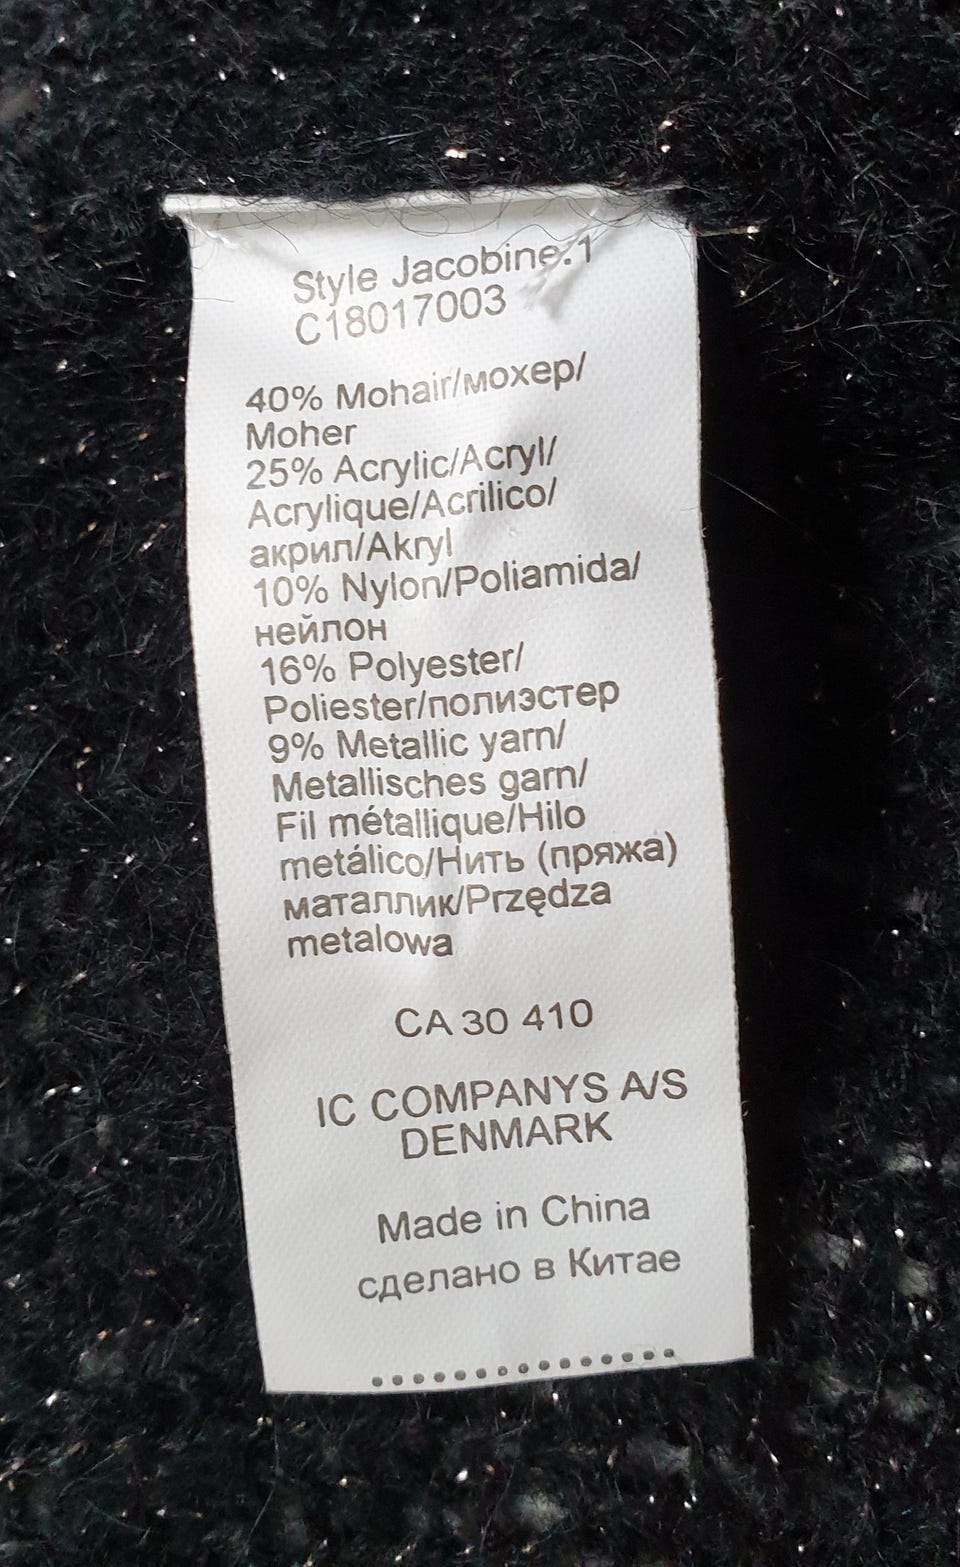 Style Jacobine.1
C18017003
40% Mohair/мохер/
Moher
25% Acrylic/Acryl/
Acrylique/Acrilico/
акрил/Akryl
10% Nylon/Poliamida/
нейлон
16% Polyester/
Poliester/полиэстер
9% Metallic yarn/
Metallisches garn/
Fil métallique/Hilo
metálico/Нить (пряжа)
маталлик/Przędza
metalowa
CA 30 410
IC COMPANYS A/S
DENMARK
Made in China
сделано в Китае